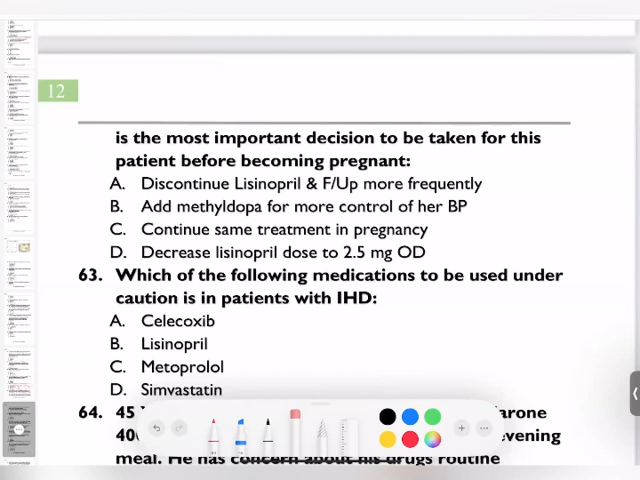 12
is the most important decision to be taken for this
patient before becoming pregnant:
A. Discontinue Lisinopril & F/Up more frequently
B. Add methyldopa for more control of her BP
C. Continue same treatment in pregnancy
D. Decrease lisinopril dose to 2.5 mg OD
63. Which of the following medications to be used under
caution is in patients with IHD:
A. Celecoxib
B. Lisinopril
C. Metoprolol
D. Simvastatin
64. 45
evening
meal. He has concern about his drugs routine